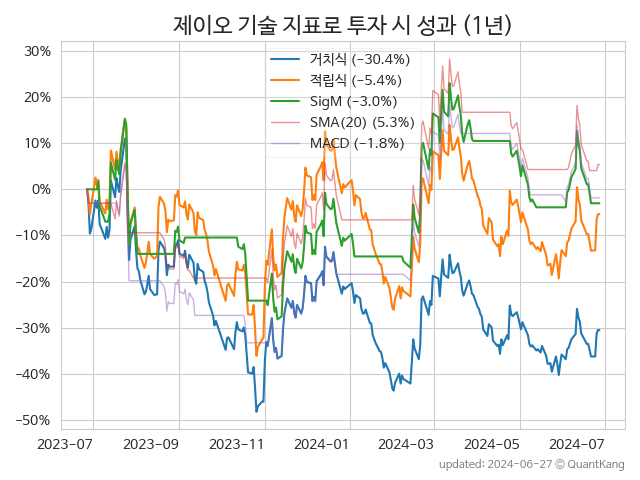 제이오 기술 지표로 투자 시 성과 (1년)
거치식 (−30.4%)
적립식 (−5.4%)
SigM (−3.0%)
SMA(20) (5.3%)
MACD (−1.8%)
30%
20%
10%
0%
−10%
−20%
−30%
−40%
−50%
2023-07
2023-09
2023-11
2024-01
2024-03
2024-05
2024-07
updated: 2024-06-27 ⓒ QuantKang